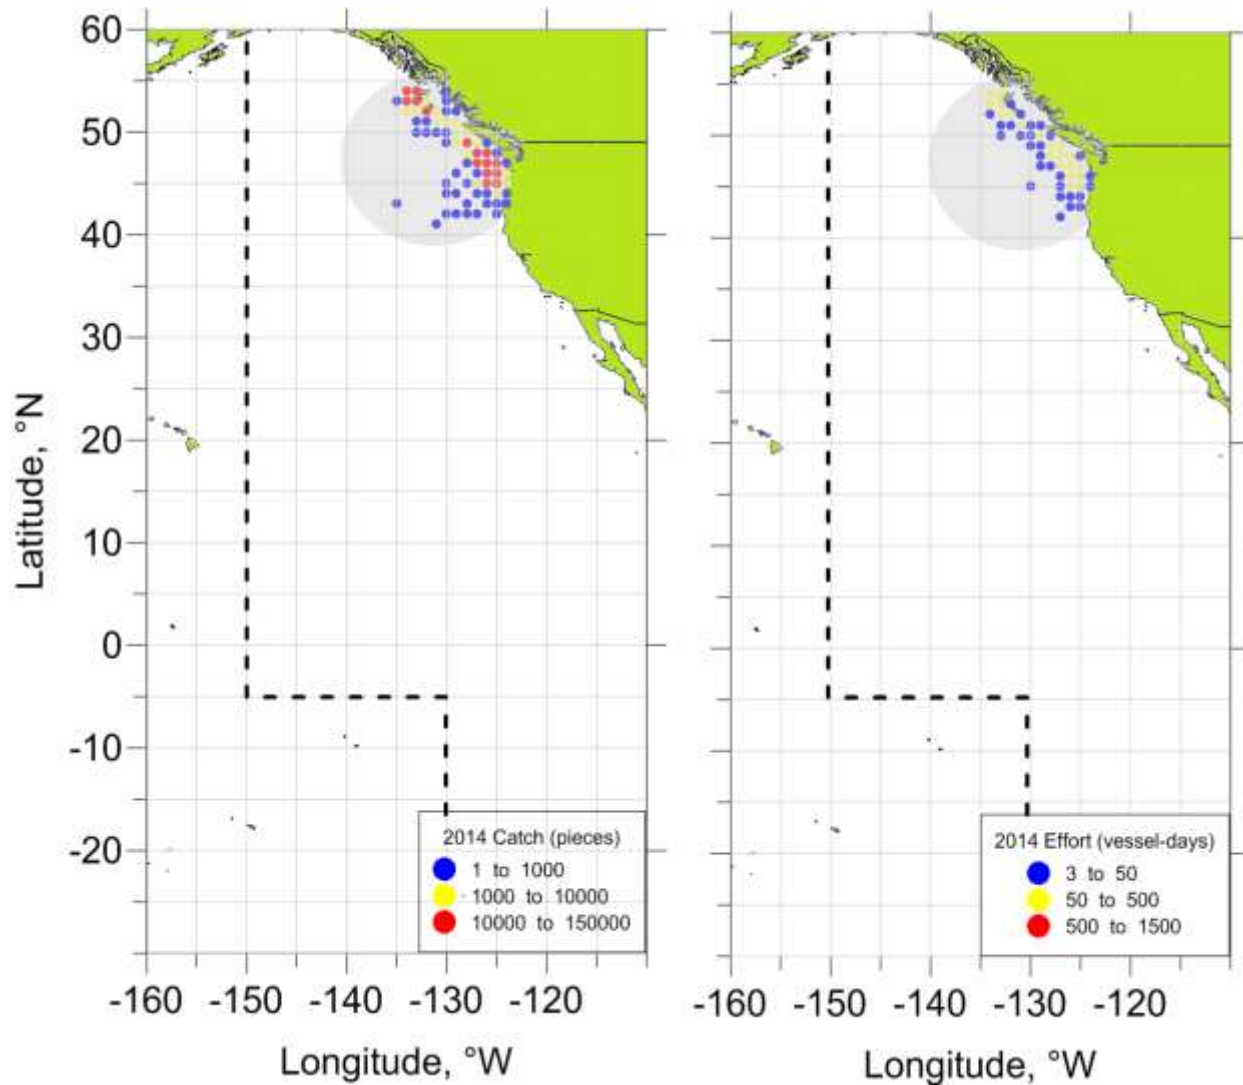 60
50
40
30
20
10
0
-10
-20
Latitude, °N
2014 Catch (pieces)
1 to 1000
1000 to 10000
10000 to 150000
-160 -150 -140 -130 -120
Longitude, °W
2014 Effort (vessel-days)
3 to 50
50 to 500
500 to 1500
-160 -150 -140 -130 -120
Longitude, °W